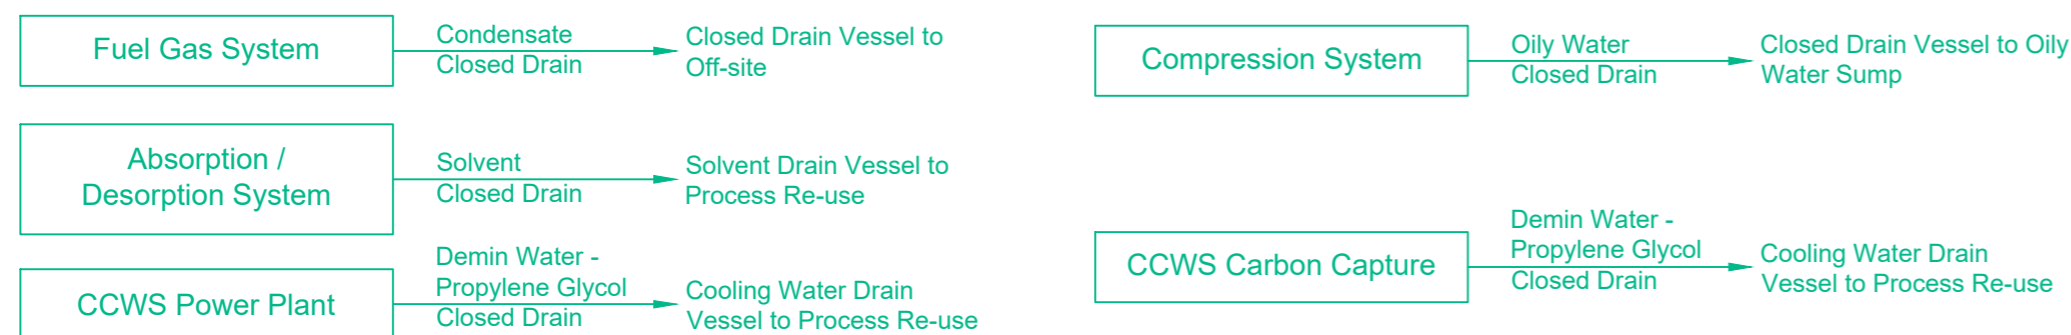 Fuel Gas System
Condensate
Closed Drain
Closed Drain Vessel to
Off-site
Absorption /
Desorption System
Solvent
Closed Drain
Solvent Drain Vessel to
Process Re-use
CCWS Power Plant
Demin Water -
Propylene Glycol
Closed Drain
Cooling Water Drain
Vessel to Process Re-use
Compression System
Oily Water
Closed Drain
Closed Drain Vessel to Oily
Water Sump
CCWS Carbon Capture
Demin Water -
Propylene Glycol
Closed Drain
Cooling Water Drain
Vessel to Process Re-use